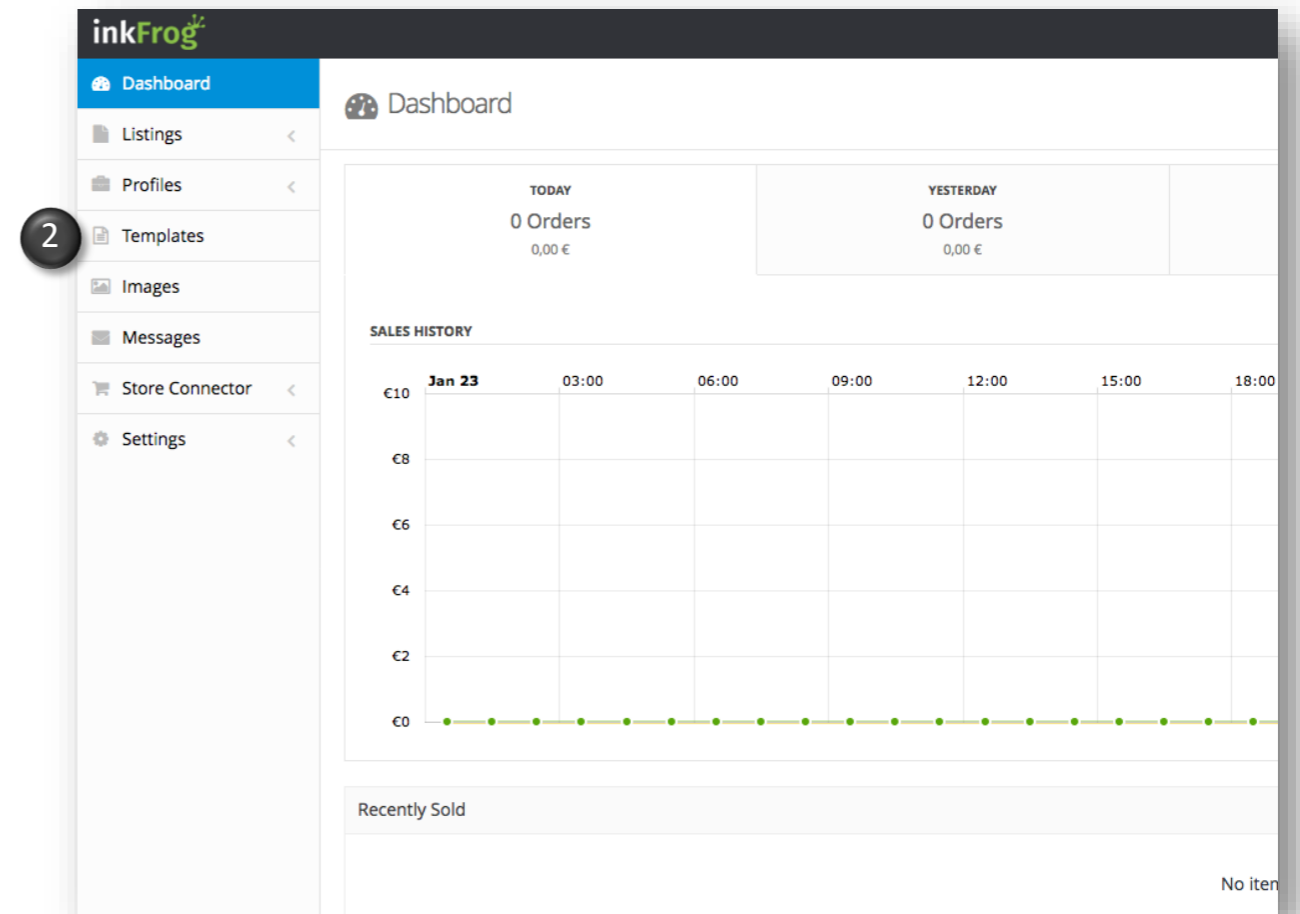 inkFrog
Dashboard
Listings
Profiles
2
Templates
Images
Messages
Store Connector
Settings
Dashboard
TODAY
0 Orders
0,00 €
YESTERDAY
0 Orders
0,00 €
SALES HISTORY
Jan 23 03:00 06:00 09:00 12:00 15:00 18:00
€10
€8
€6
€4
€2
€0
Recently Sold
No